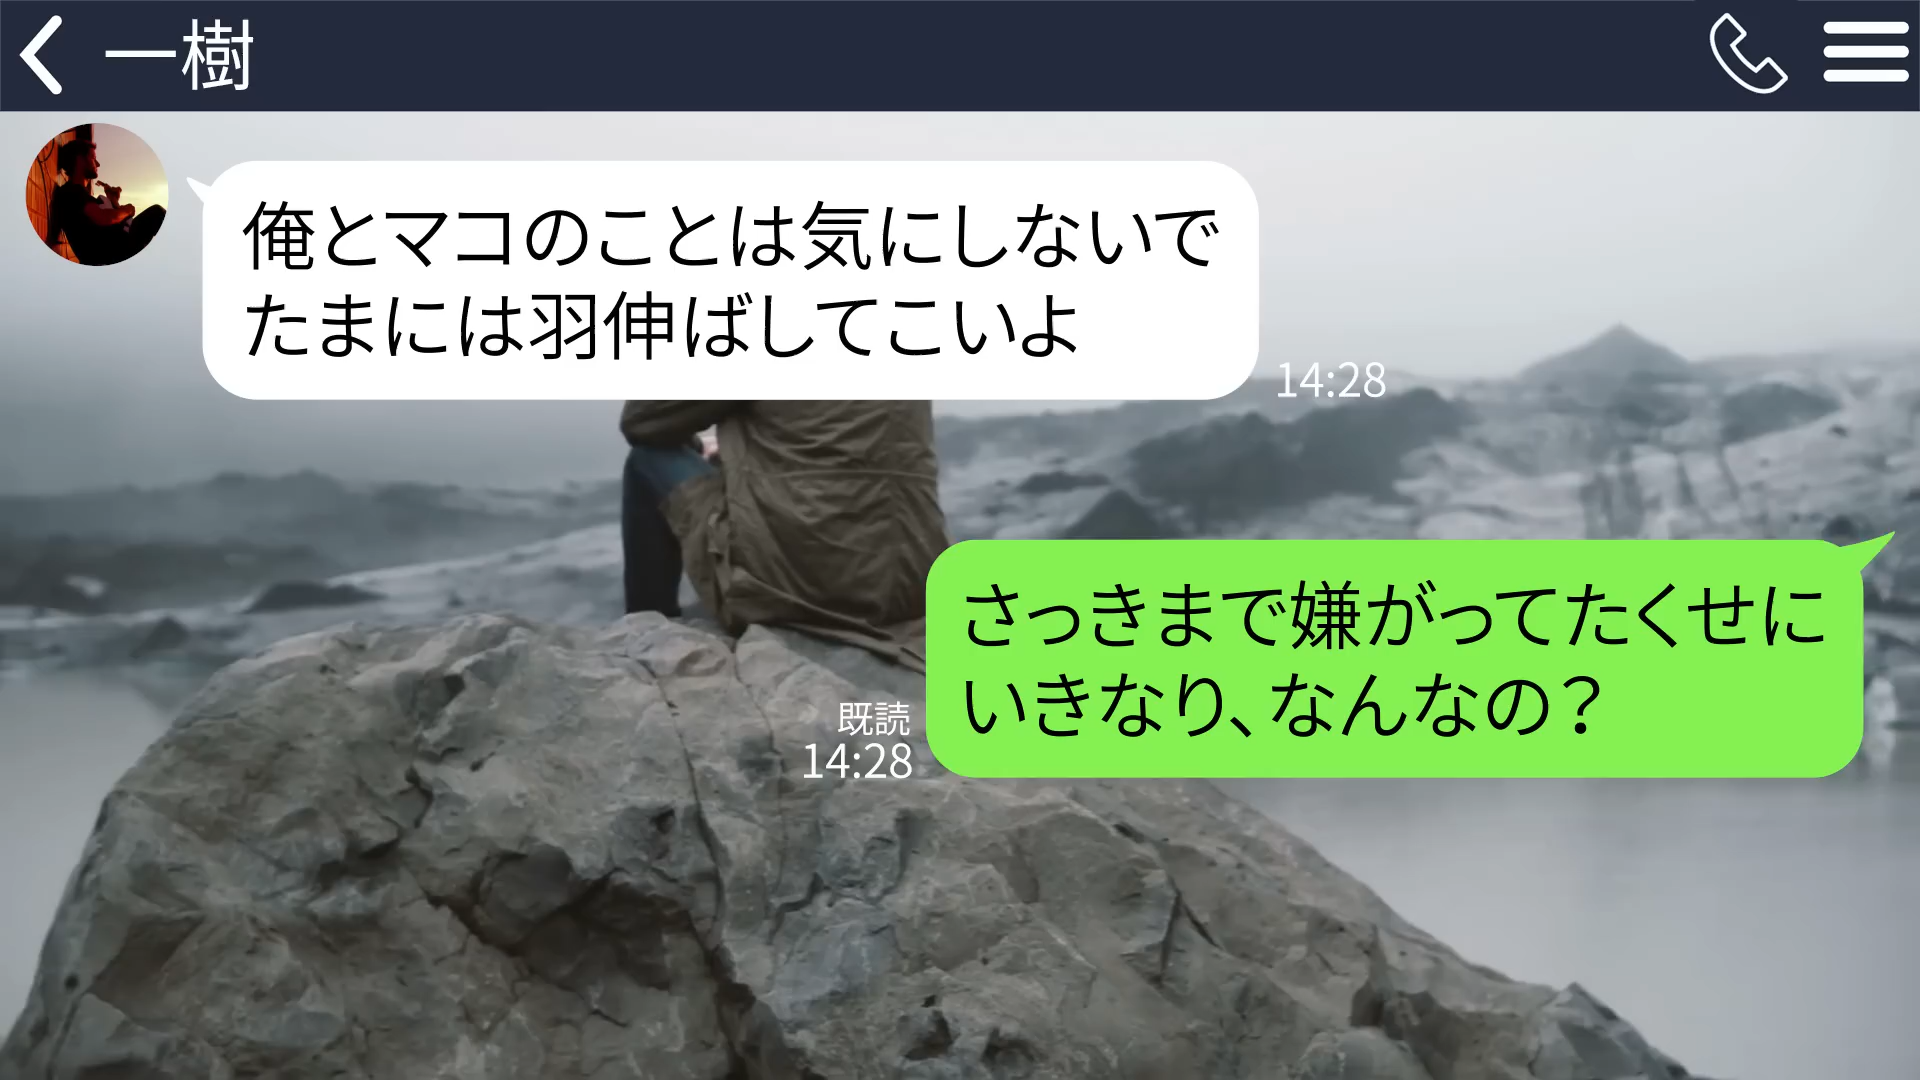 一樹
俺とマコのことは気にしないで
たまには羽伸ばしてこいよ
14:28
さっきまで嫌がってたくせに
いきなり、なんなの？
既読
14:28